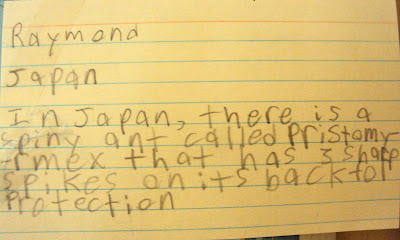 Raymond
Japan
In Japan, there is a
spiny ant called Pristomy
-rmex that has 3 sharp
spikes on its back for
Protection